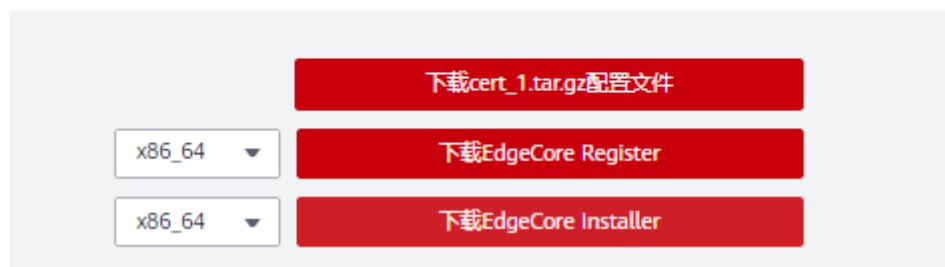 下载cert_1.tar.gz配置文件
x86_64
下载EdgeCore Register
x86_64
下载EdgeCore Installer